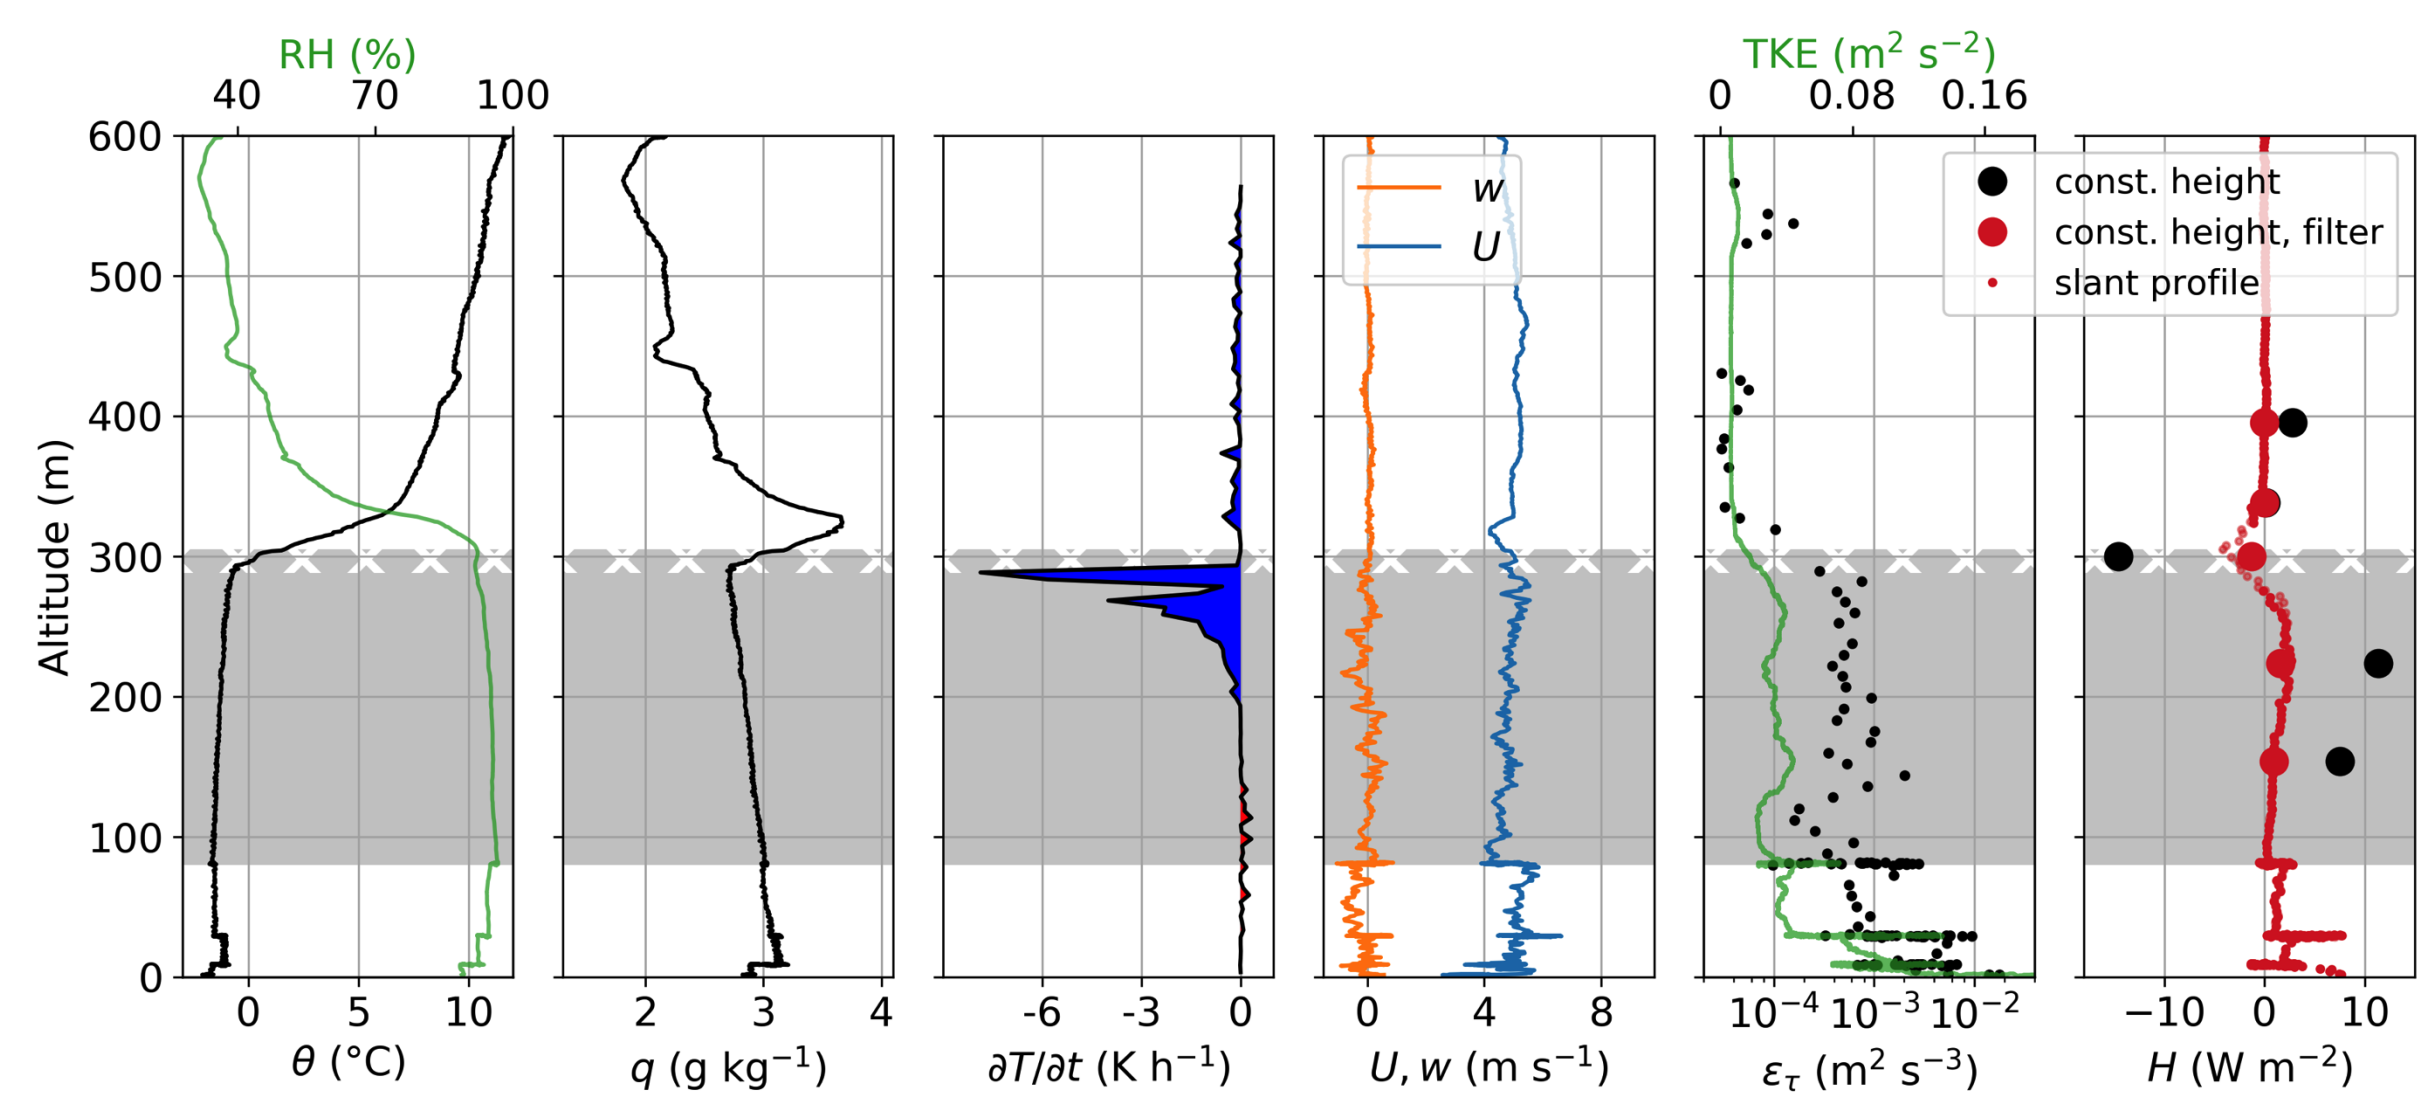 RH (%)
40 70 100
TKE (m² s⁻²)
0 0.08 0.16
Altitude (m)
600
500
400
300
200
100
0
w
U
const. height
const. height, filter
slant profile
0 5 10
2 3 4
-6 -3 0
0 4 8
10⁻⁴ 10⁻³ 10⁻²
−10 0 10
θ (°C)
q (g kg⁻¹)
∂T/∂t (K h⁻¹)
U, w (m s⁻¹)
ε_τ (m² s⁻³)
H (W m⁻²)